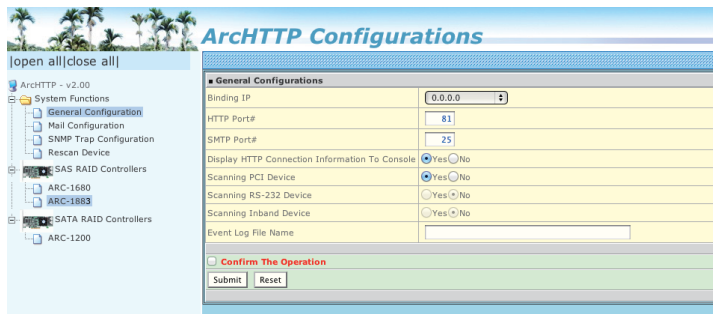 ArcHTTP Configurations
|open all|close all|
ArcHTTP - v2.00
System Functions
General Configuration
Mail Configuration
SNMP Trap Configuration
Rescan Device
SAS RAID Controllers
ARC-1680
ARC-1883
SATA RAID Controllers
ARC-1200
General Configurations
Binding IP 0.0.0.0
HTTP Port# 81
SMTP Port# 25
Display HTTP Connection Information To Console Yes No
Scanning PCI Device Yes No
Scanning RS-232 Device Yes No
Scanning Inband Device Yes No
Event Log File Name
Confirm The Operation
Submit Reset